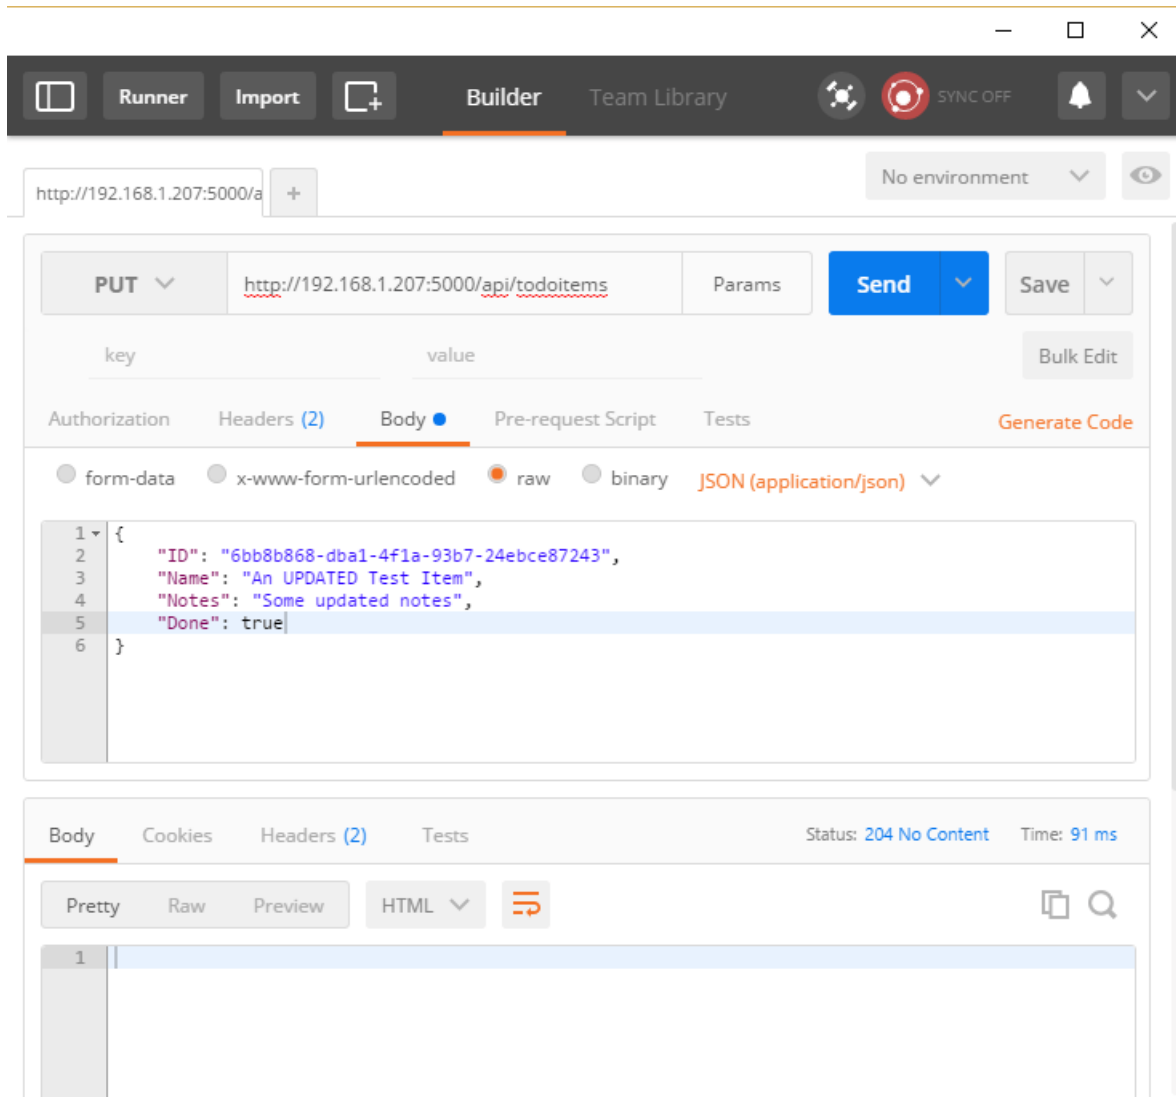 Runner Import Builder Team Library SYNC OFF
http://192.168.1.207:5000/a + No environment
PUT http://192.168.1.207:5000/api/todoitems Params Send Save
key value Bulk Edit
Authorization Headers (2) Body Pre-request Script Tests Generate Code
form-data x-www-form-urlencoded raw binary JSON (application/json)
1 {
2 "ID": "6bb8b868-dba1-4f1a-93b7-24ebce87243",
3 "Name": "An UPDATED Test Item",
4 "Notes": "Some updated notes",
5 "Done": true
6 }
Body Cookies Headers (2) Tests Status: 204 No Content Time: 91 ms
Pretty Raw Preview HTML
1